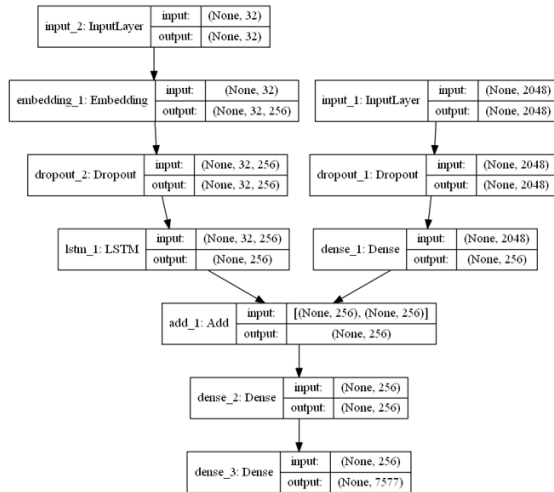 input_2: InputLayer input: (None, 32)
output: (None, 32)
embedding_1: Embedding input: (None, 32)
output: (None, 32, 256)
input_1: InputLayer input: (None, 2048)
output: (None, 2048)
dropout_2: Dropout input: (None, 32, 256)
output: (None, 32, 256)
dropout_1: Dropout input: (None, 2048)
output: (None, 2048)
lstm_1: LSTM input: (None, 32, 256)
output: (None, 256)
dense_1: Dense input: (None, 2048)
output: (None, 256)
add_1: Add input: [(None, 256), (None, 256)]
output: (None, 256)
dense_2: Dense input: (None, 256)
output: (None, 256)
dense_3: Dense input: (None, 256)
output: (None, 7577)